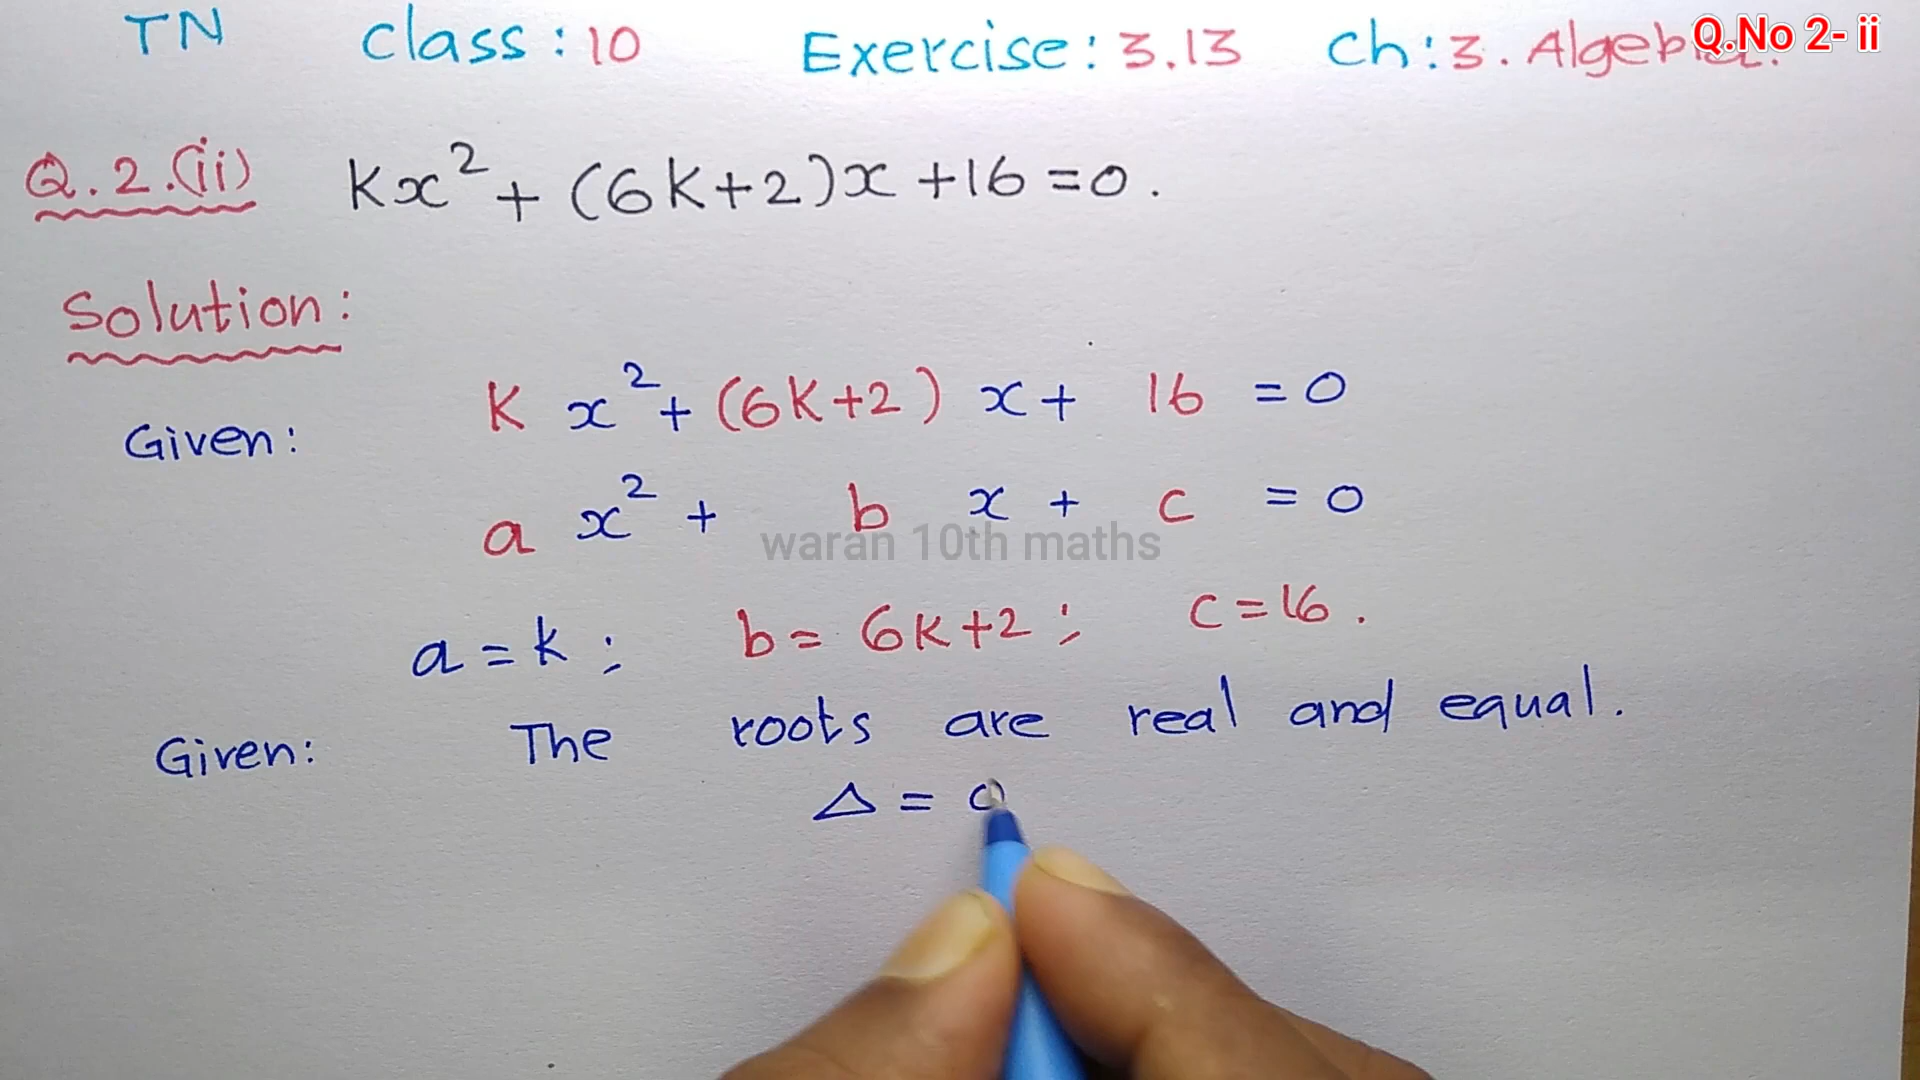 TN class: 10 Exercise: 3.13 Ch: 3. Algebra.
Q.No 2- ii
Q.2.(ii) Kx² + (6K+2)x +16 =0.
Solution:
Given: K x² + (6K+2) x + 16 = 0
a x² + b x + c = 0
waran 10th maths
a = k ; b = 6K+2 ; c = 16 .
Given: The roots are real and equal.
Δ = 0